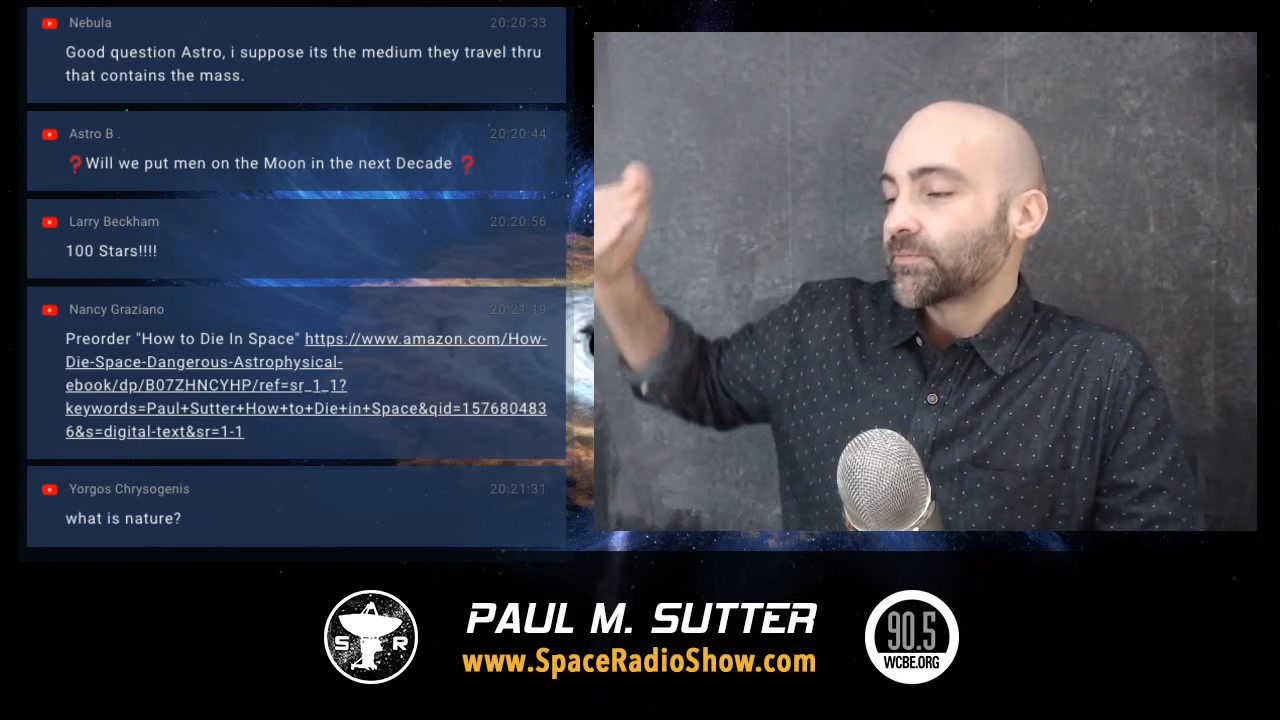 Nebula 20:20:33
Good question Astro, i suppose its the medium they travel thru
that contains the mass.
Astro B . 20:20:44
❓Will we put men on the Moon in the next Decade ❓
Larry Beckham 20:20:56
100 Stars!!!!
Nancy Graziano 20:21:19
Preorder "How to Die In Space" https://www.amazon.com/How-
Die-Space-Dangerous-Astrophysical-
ebook/dp/B07ZHNCYHP/ref=sr_1_1?
keywords=Paul+Sutter+How+to+Die+in+Space&qid=157680483
6&s=digital-text&sr=1-1
Yorgos Chrysogenis 20:21:31
what is nature?
S R
PAUL M. SUTTER
www.SpaceRadioShow.com
90.5
WCBE.ORG